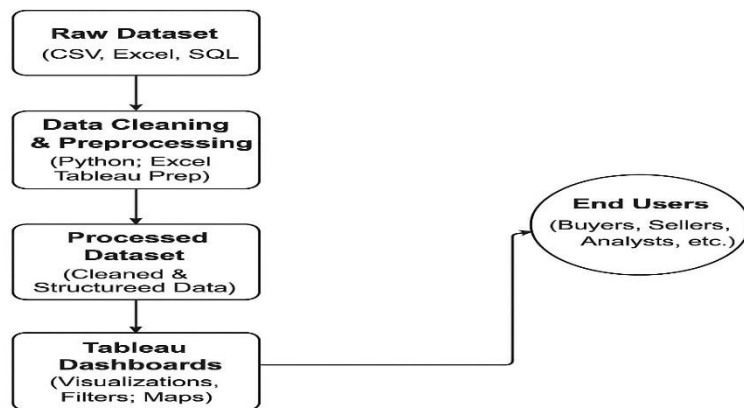 Raw Dataset
(CSV, Excel, SQL
Data Cleaning
& Preprocessing
(Python; Excel
Tableau Prep)
Processed
Dataset
(Cleaned &
Structureed Data)
Tableau
Dashboards
(Visualizations,
Filters; Maps)
End Users
(Buyers, Sellers,
Analysts, etc.)